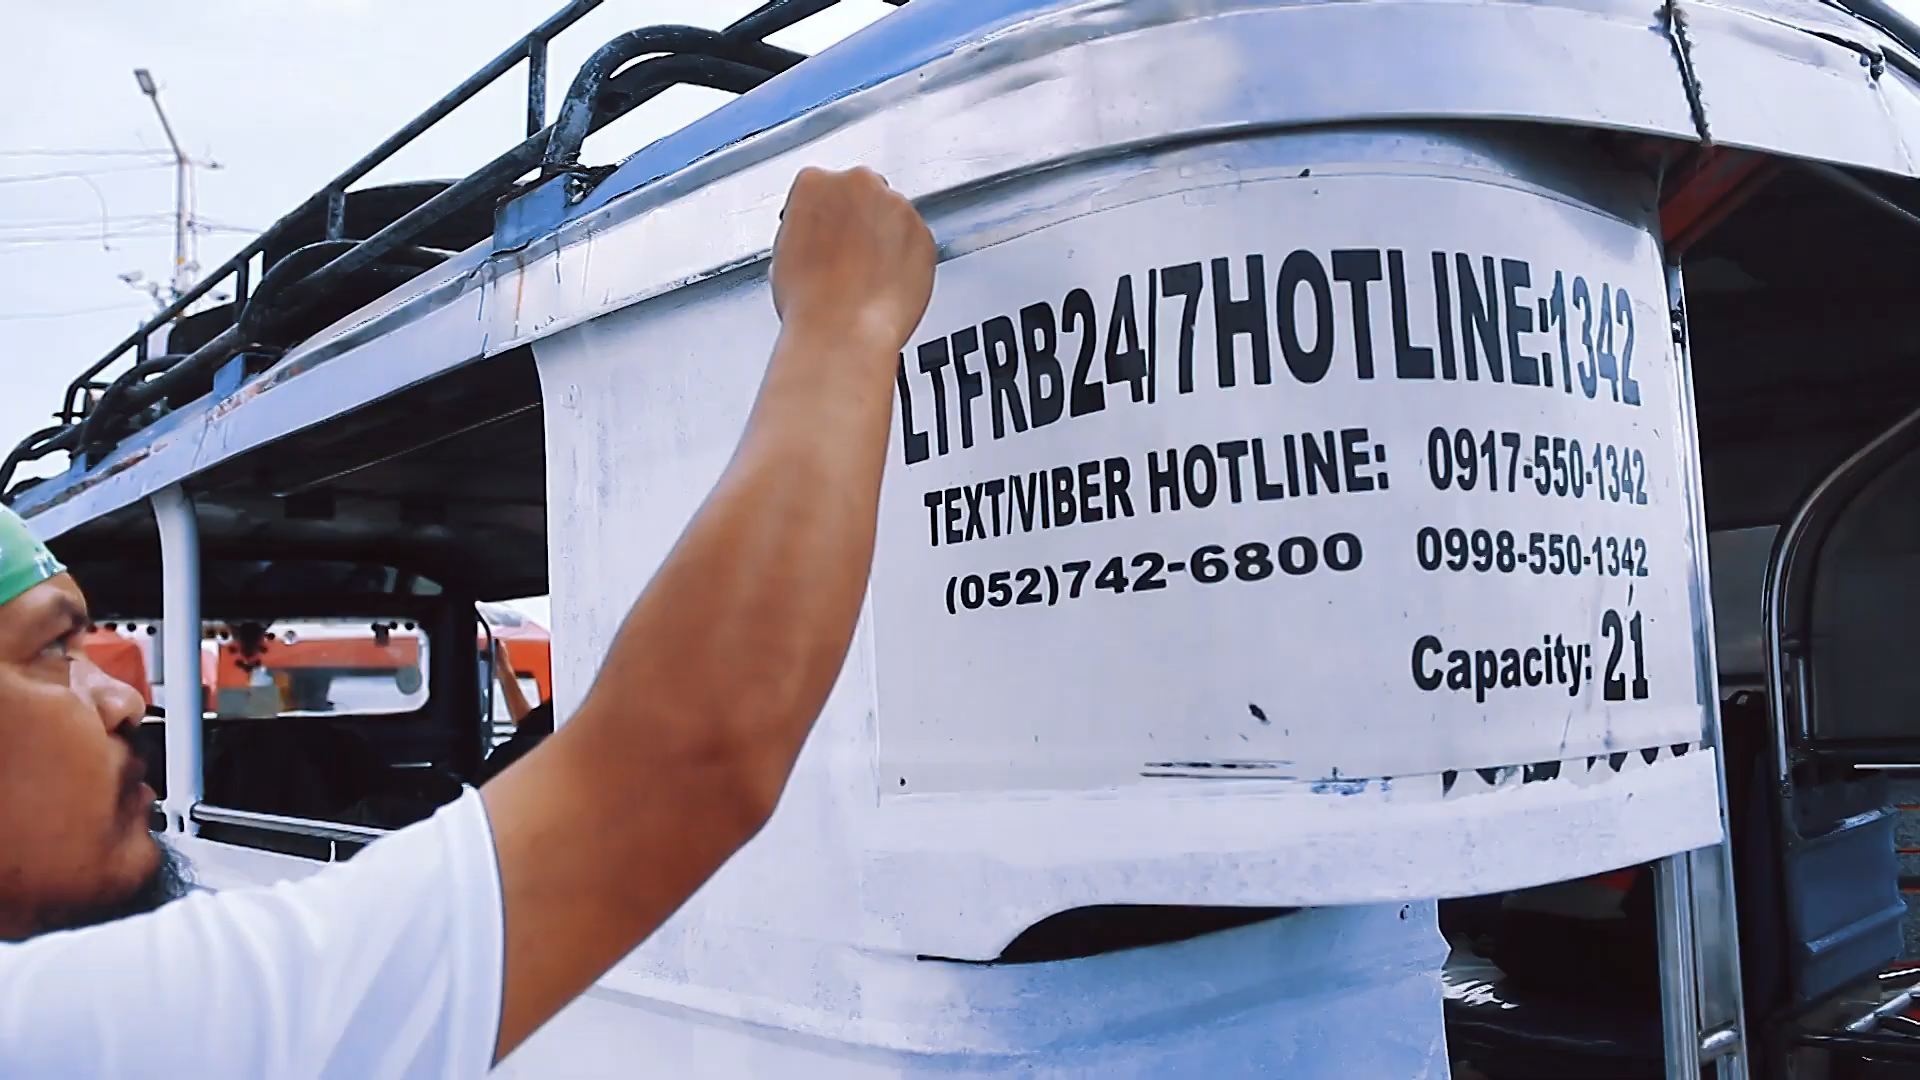 LTFRB24/7HOTLINE:1342
TEXT/VIBER HOTLINE: 0917-550-1342
(052)742-6800 0998-550-1342
Capacity: 21